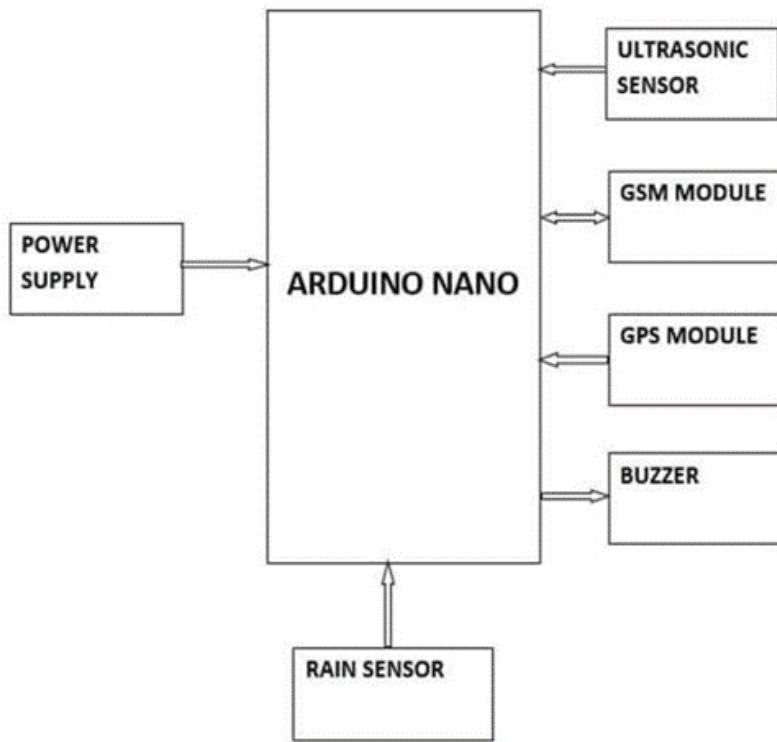 ULTRASONIC
SENSOR
GSM MODULE
POWER
SUPPLY
ARDUINO NANO
GPS MODULE
BUZZER
RAIN SENSOR